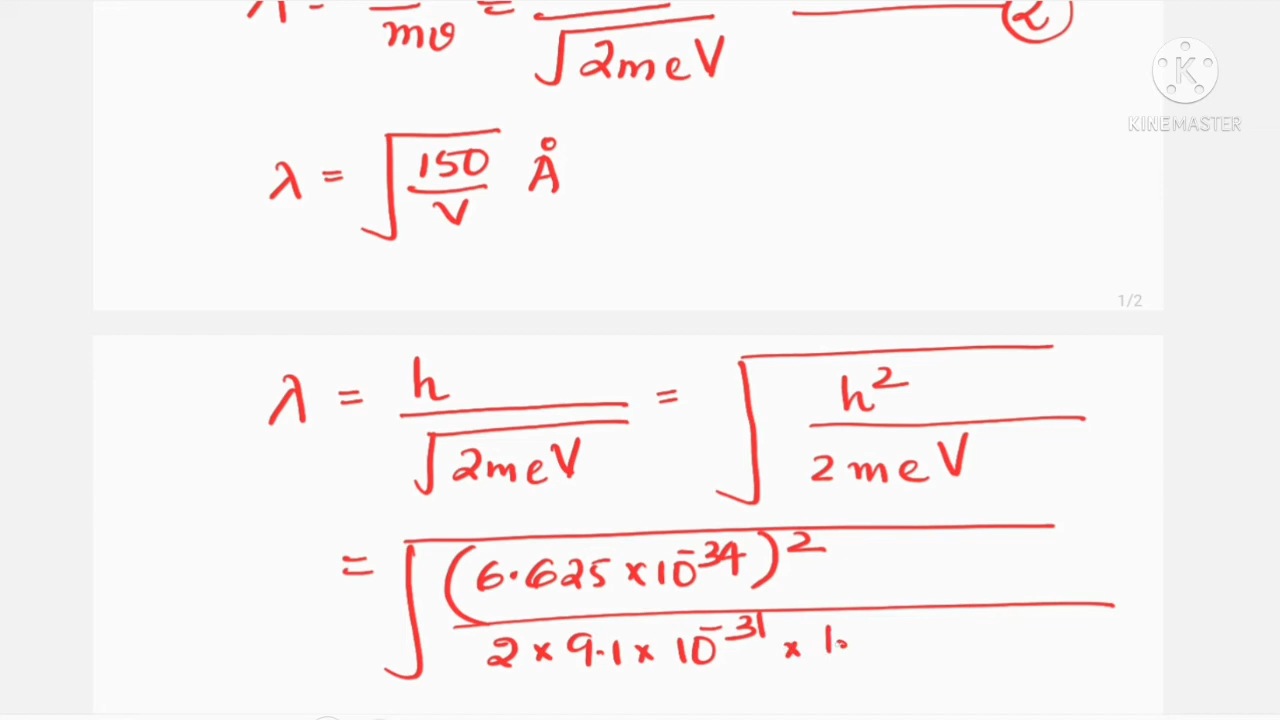 λ = / mv = / √2meV ②
K
KINEMASTER
λ = √150/V Å
1/2
λ = h/√2meV = √h²/2meV
= √(6.625 × 10⁻³⁴)²/2 × 9.1 × 10⁻³¹ × 1.